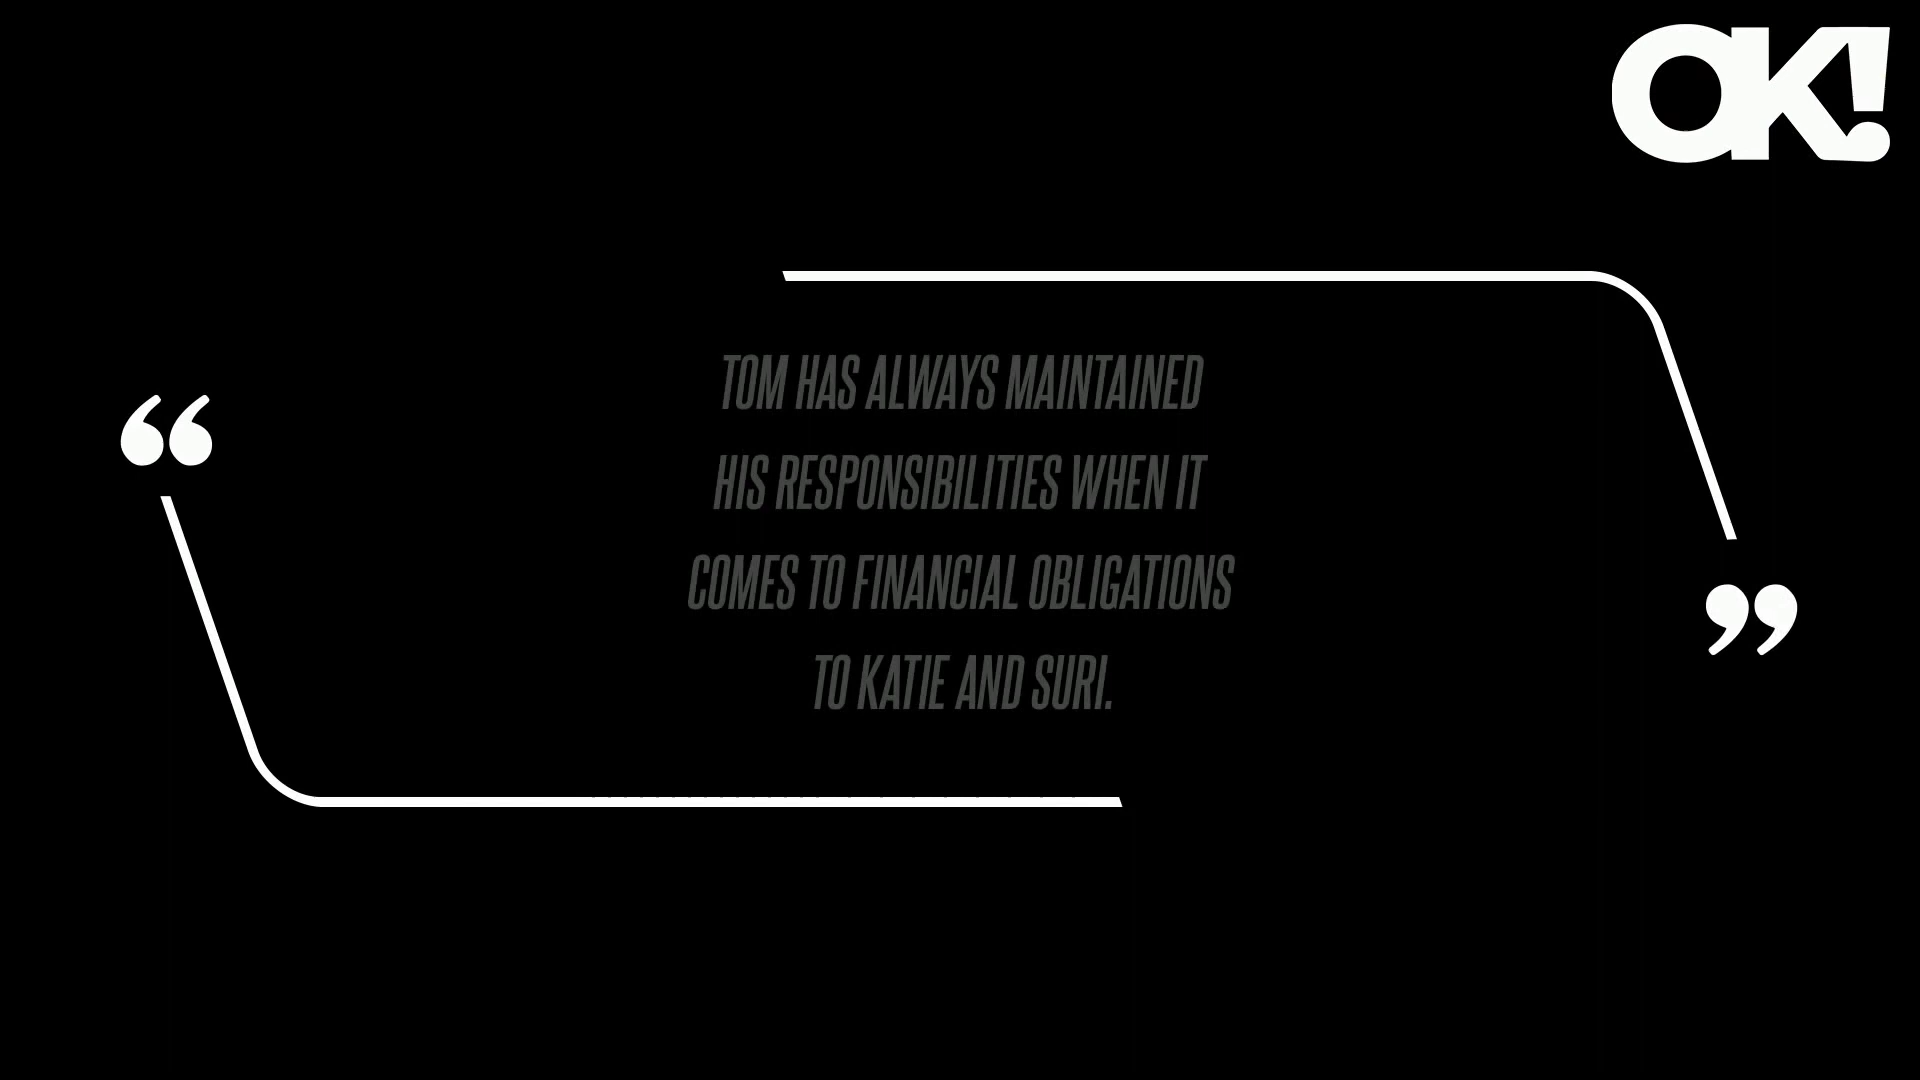 OK!
“
TOM HAS ALWAYS MAINTAINED
HIS RESPONSIBILITIES WHEN IT
COMES TO FINANCIAL OBLIGATIONS
TO KATIE AND SURI.
”